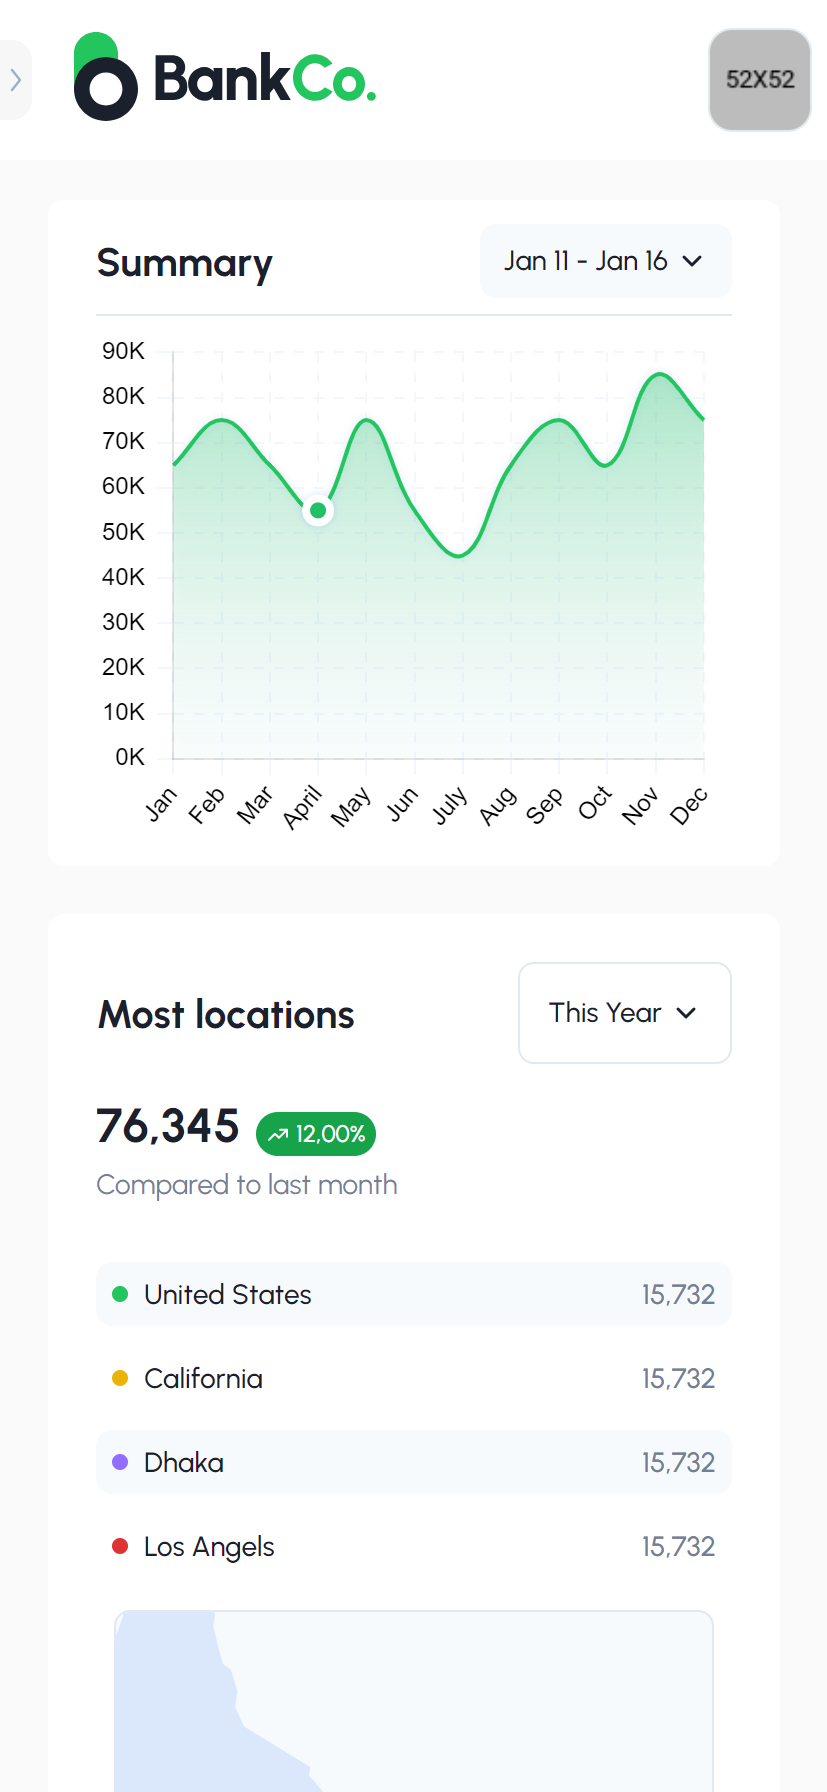 BankCo.
52X52
Summary
Jan 11 - Jan 16
90K
80K
70K
60K
50K
40K
30K
20K
10K
0K
Jan Feb Mar April May Jun July Aug Sep Oct Nov Dec
Most locations
This Year
76,345 12,00%
Compared to last month
United States 15,732
California 15,732
Dhaka 15,732
Los Angels 15,732